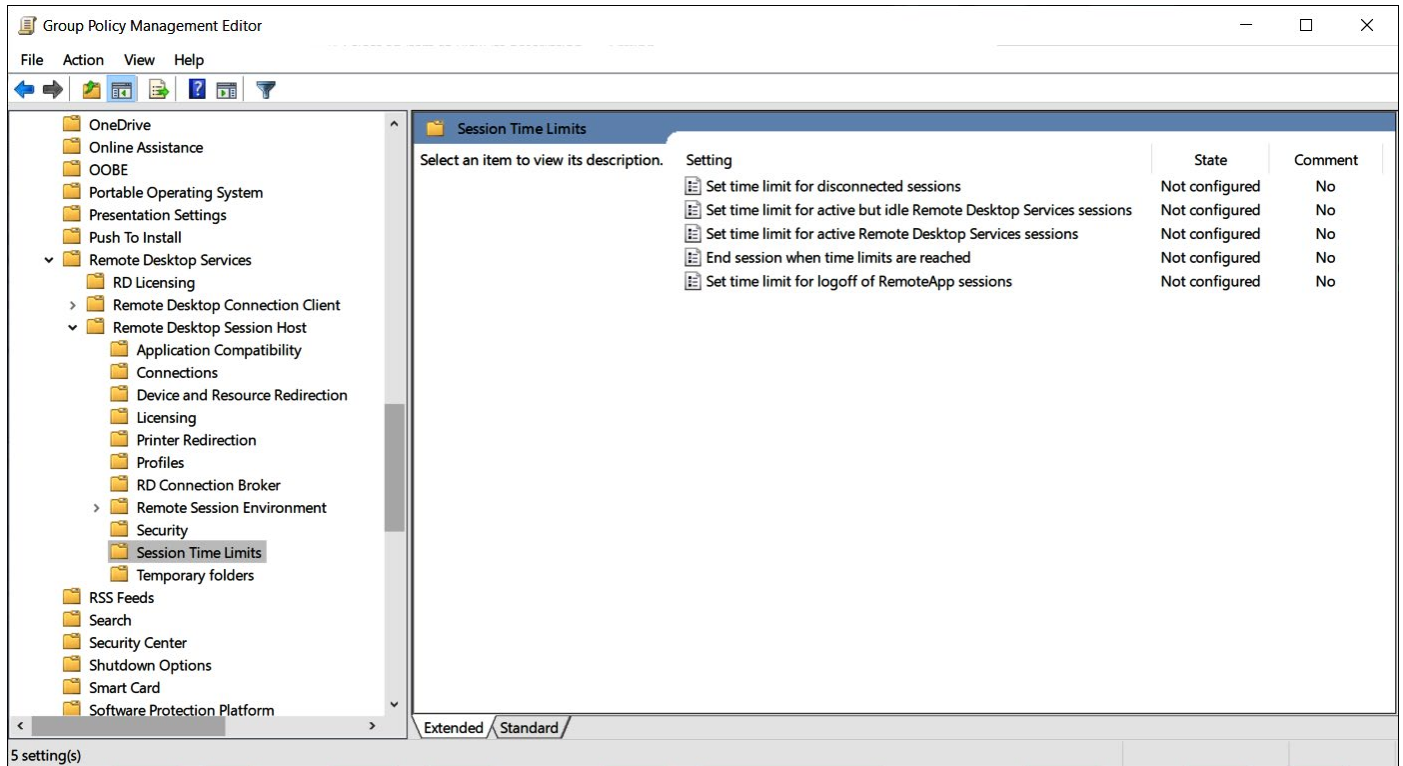 Group Policy Management Editor
File Action View Help
OneDrive
Online Assistance
OOBE
Portable Operating System
Presentation Settings
Push To Install
Remote Desktop Services
RD Licensing
Remote Desktop Connection Client
Remote Desktop Session Host
Application Compatibility
Connections
Device and Resource Redirection
Licensing
Printer Redirection
Profiles
RD Connection Broker
Remote Session Environment
Security
Session Time Limits
Temporary folders
RSS Feeds
Search
Security Center
Shutdown Options
Smart Card
Software Protection Platform
Session Time Limits
Select an item to view its description.
Setting State Comment
Set time limit for disconnected sessions Not configured No
Set time limit for active but idle Remote Desktop Services sessions Not configured No
Set time limit for active Remote Desktop Services sessions Not configured No
End session when time limits are reached Not configured No
Set time limit for logoff of RemoteApp sessions Not configured No
Extended Standard
5 setting(s)